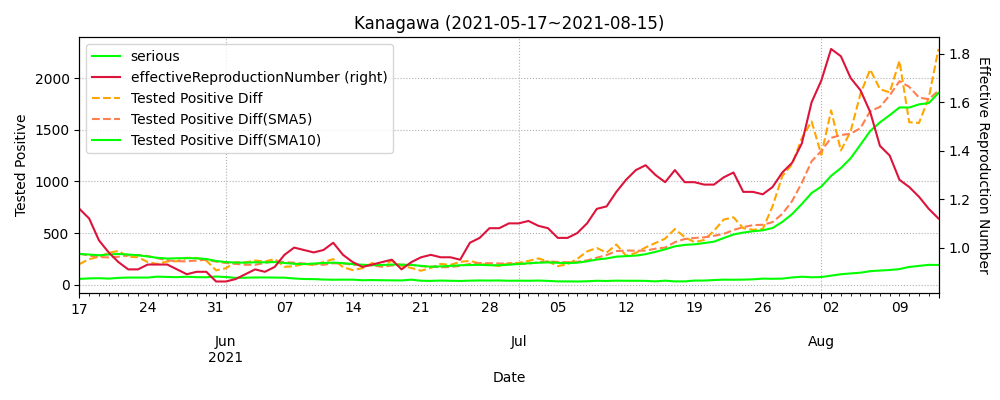 Kanagawa (2021-05-17~2021-08-15)
serious
effectiveReproductionNumber (right)
Tested Positive Diff
Tested Positive Diff(SMA5)
Tested Positive Diff(SMA10)
Tested Positive
2000
1500
1000
500
0
1.8
1.6
1.4
1.2
1.0
Effective Reproduction Number
17 24 31 07 14 21 28 05 12 19 26 02 09
Jun Jul Aug
2021
Date